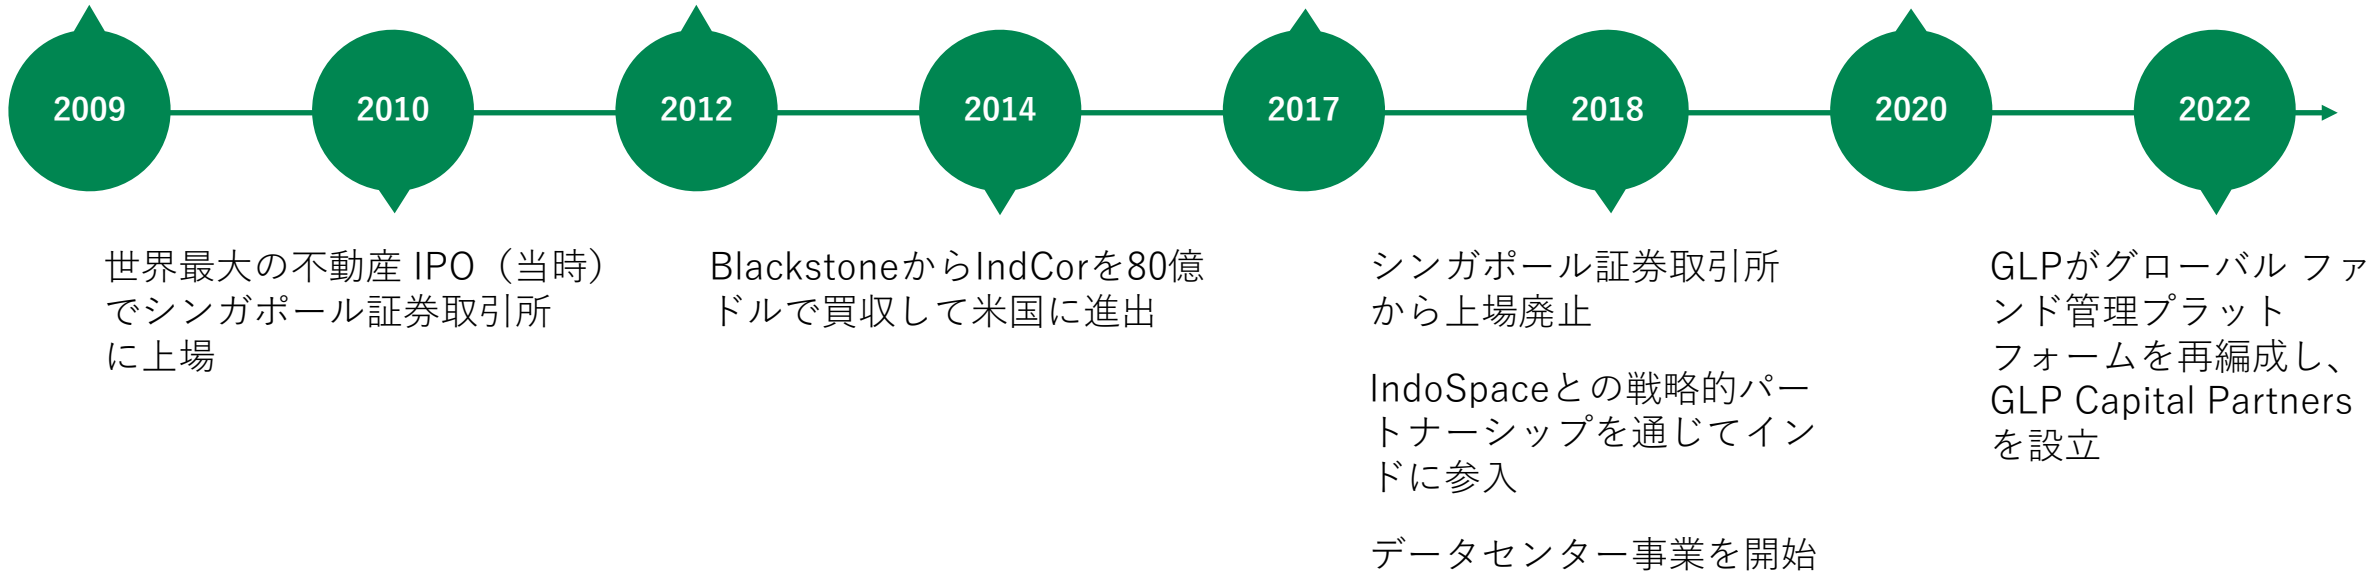 2009
2010
2012
2014
2017
2018
2020
2022
世界最大の不動産 IPO（当時）
でシンガポール証券取引所
に上場
BlackstoneからIndCorを80億
ドルで買収して米国に進出
シンガポール証券取引所
から上場廃止
IndoSpaceとの戦略的パー
トナーシップを通じてイン
ドに参入
データセンター事業を開始
GLPがグローバル ファ
ンド管理プラット
フォームを再編成し、
GLP Capital Partners
を設立